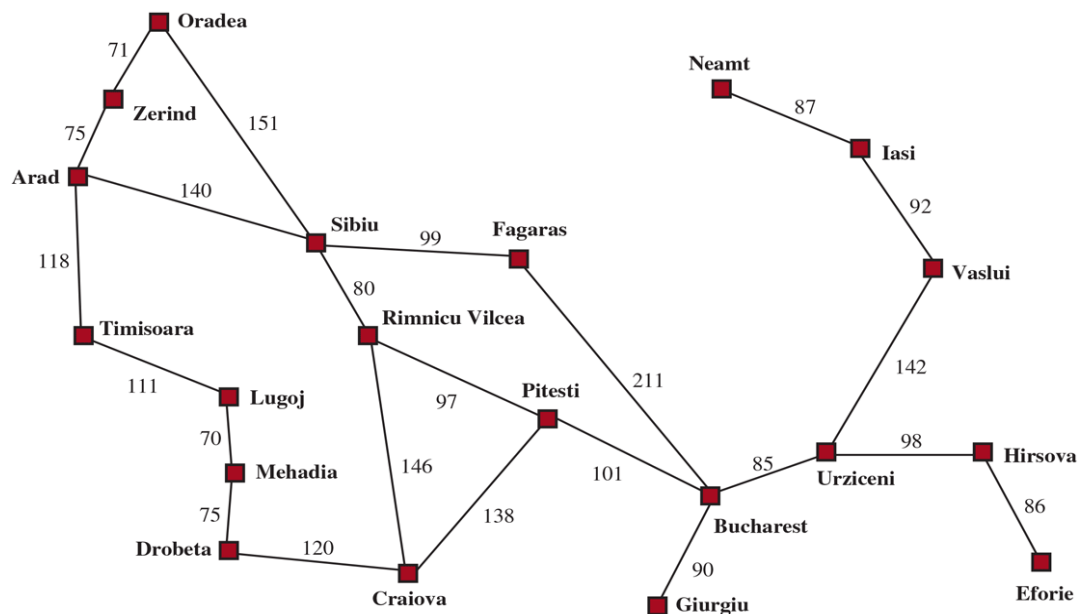 Oradea
71
Neamt
87
Zerind
151
75
Iasi
Arad
140
92
Sibiu
Fagaras
99
118
Vaslui
80
Timisoara
Rimnicu Vilcea
142
111
Lugoj
97
Pitesti
211
70
146
101
85
98
Hirsova
Mehadia
Urziceni
75
138
86
Bucharest
Drobeta
120
90
Craiova
Giurgiu
Eforie